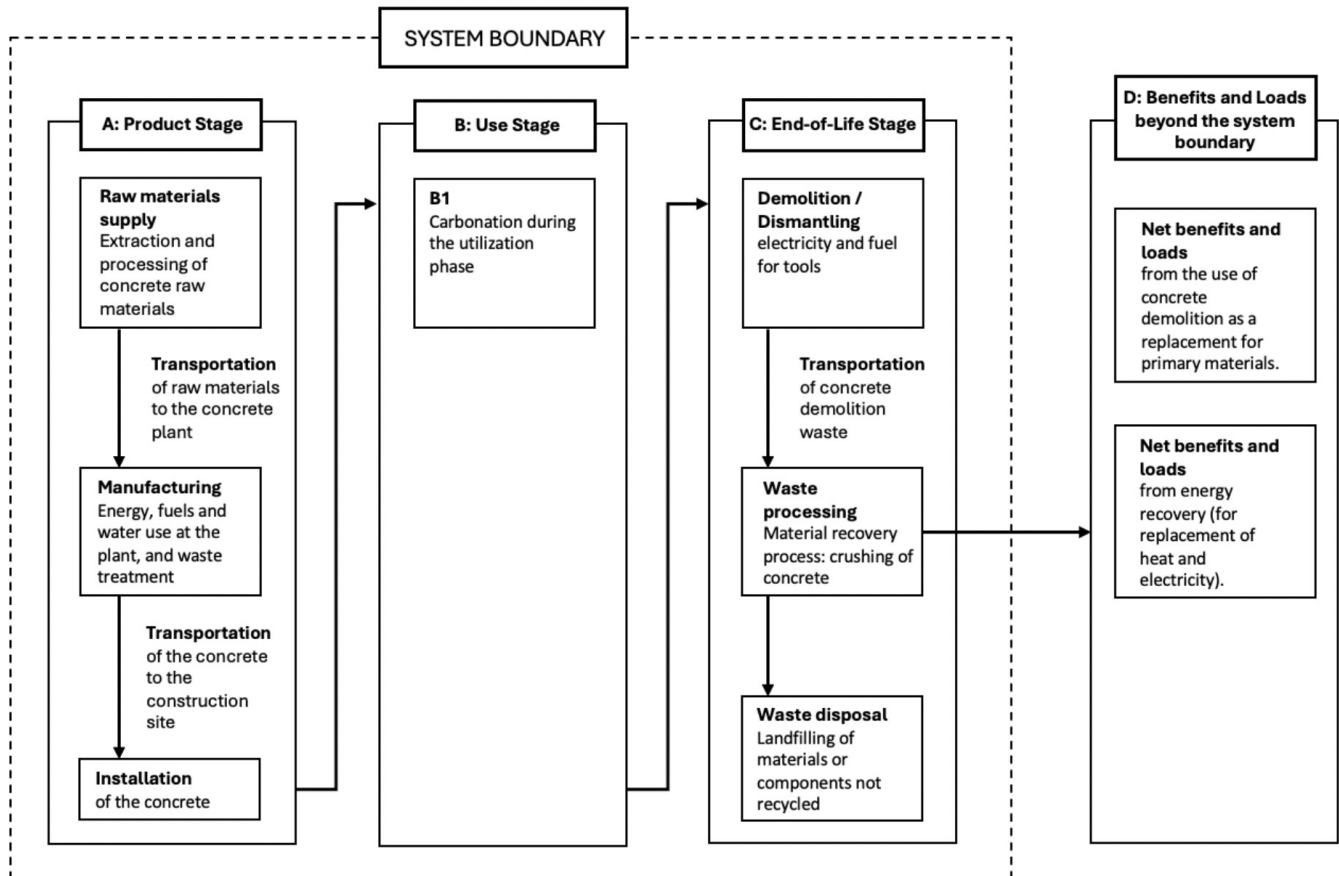 SYSTEM BOUNDARY
A: Product Stage
Raw materials
supply
Extraction and
processing of
concrete raw
materials
Transportation
of raw materials
to the concrete
plant
Manufacturing
Energy, fuels and
water use at the
plant, and waste
treatment
Transportation
of the concrete
to the
construction
site
Installation
of the concrete
B: Use Stage
B1
Carbonation during
the utilization
phase
C: End-of-Life Stage
Demolition /
Dismantling
electricity and fuel
for tools
Transportation
of concrete
demolition
waste
Waste
processing
Material recovery
process: crushing of
concrete
Waste disposal
Landfilling of
materials or
components not
recycled
D: Benefits and Loads
beyond the system
boundary
Net benefits and
loads
from the use of
concrete
demolition as a
replacement for
primary materials.
Net benefits and
loads
from energy
recovery (for
replacement of
heat and
electricity).